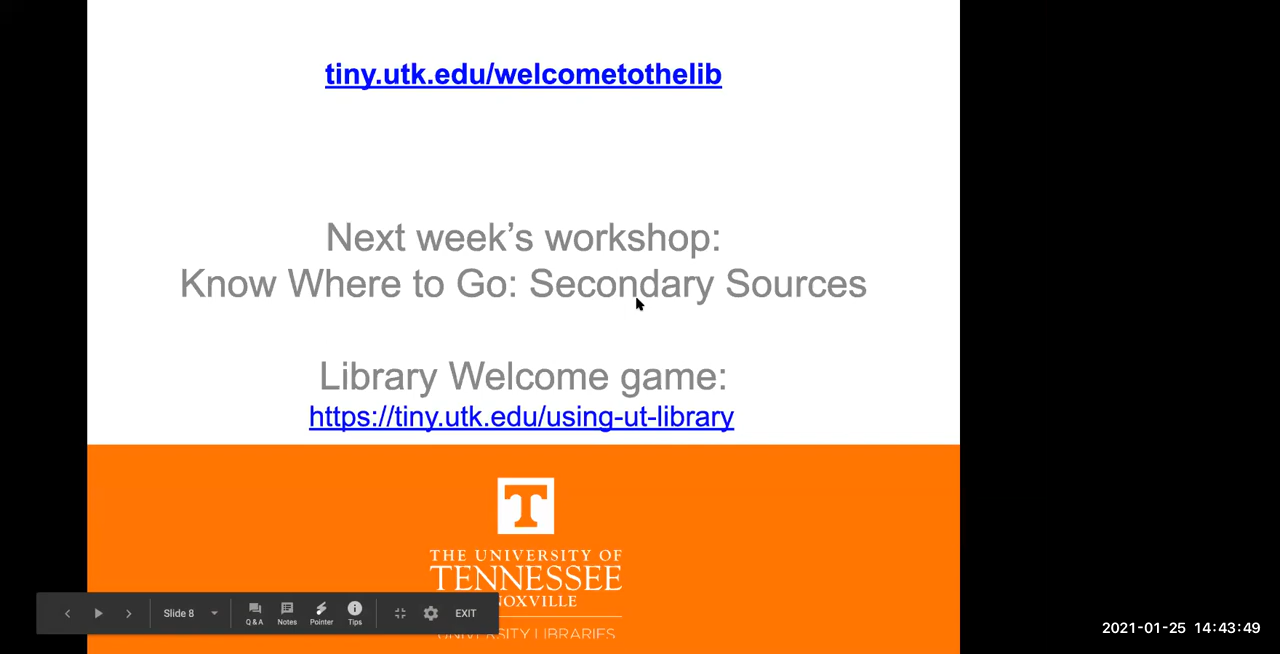 tiny.utk.edu/welcometothelib
Next week's workshop:
Know Where to Go: Secondary Sources
Library Welcome game:
https://tiny.utk.edu/using-ut-library
T
THE UNIVERSITY OF
TENNESSEE
NOXVILLE
UNIVERSITY LIBRARIES
Slide 8
Q&A
Notes
Pointer
Tips
EXIT
2021-01-25 14:43:49